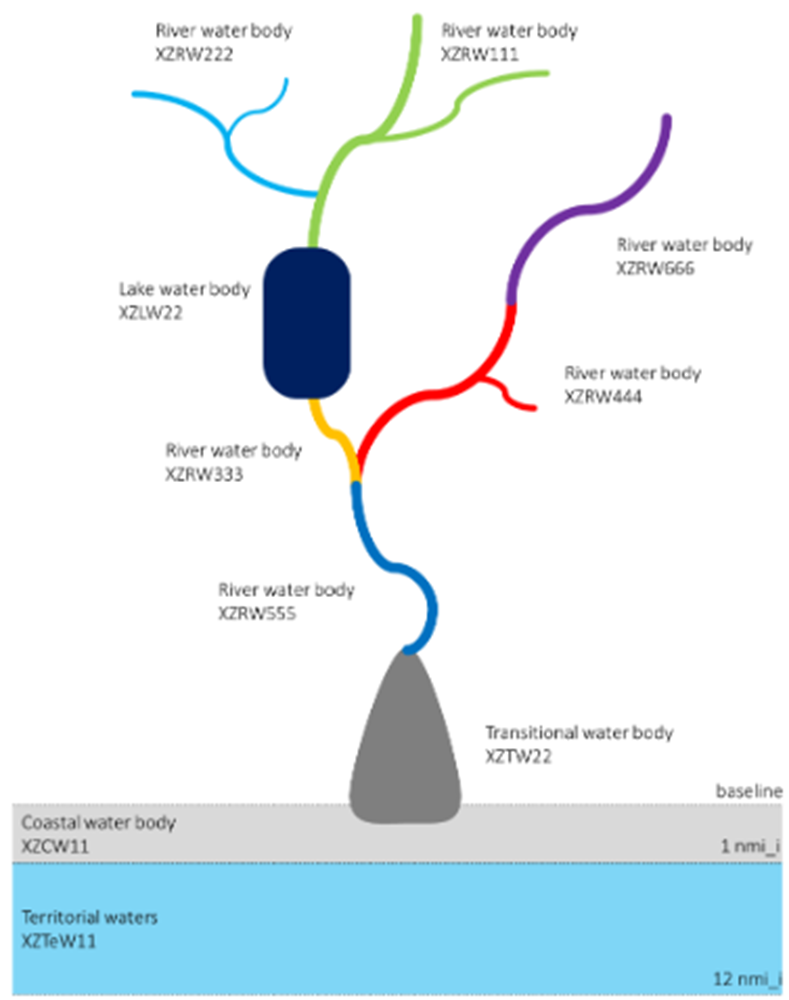 River water body
XZRW222
River water body
XZRW111
River water body
XZRW666
Lake water body
XZLW22
River water body
XZRW444
River water body
XZRW333
River water body
XZRW555
Transitional water body
XZTW22
baseline
Coastal water body
XZCW11
1 nmi_i
Territorial waters
XZTeW11
12 nmi_i